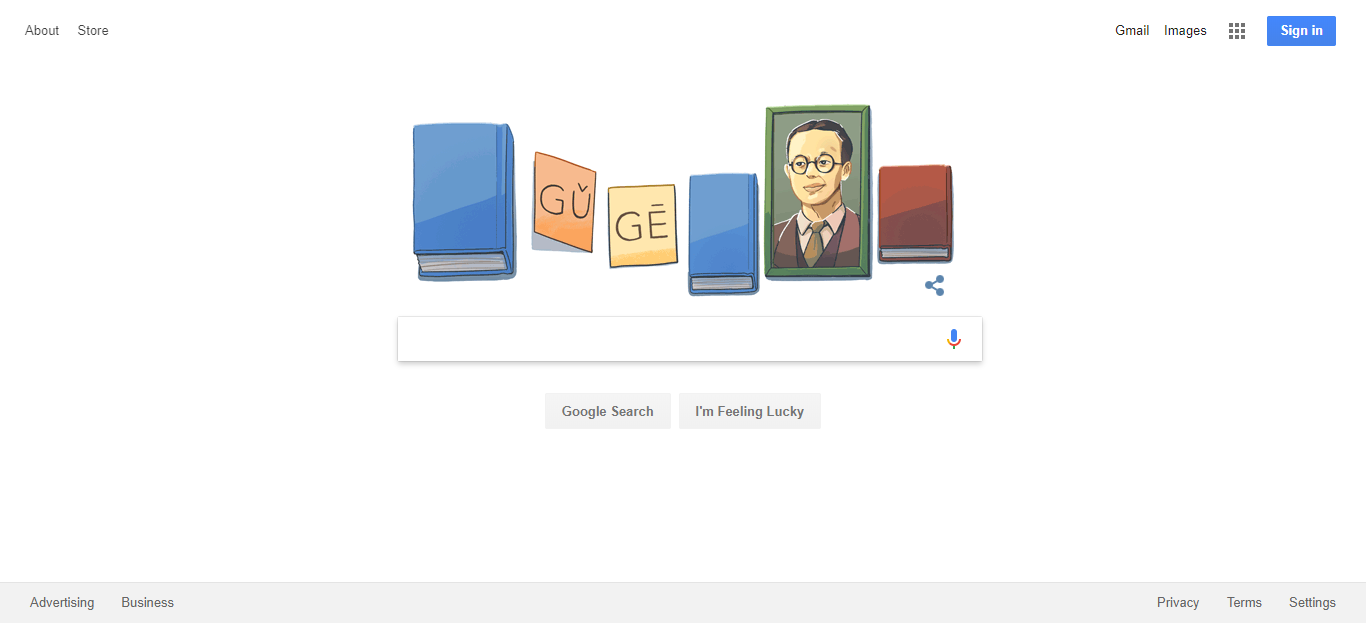 About Store
Gmail Images
Sign in
GǓ
GĒ
Google Search
I'm Feeling Lucky
Advertising Business
Privacy Terms Settings